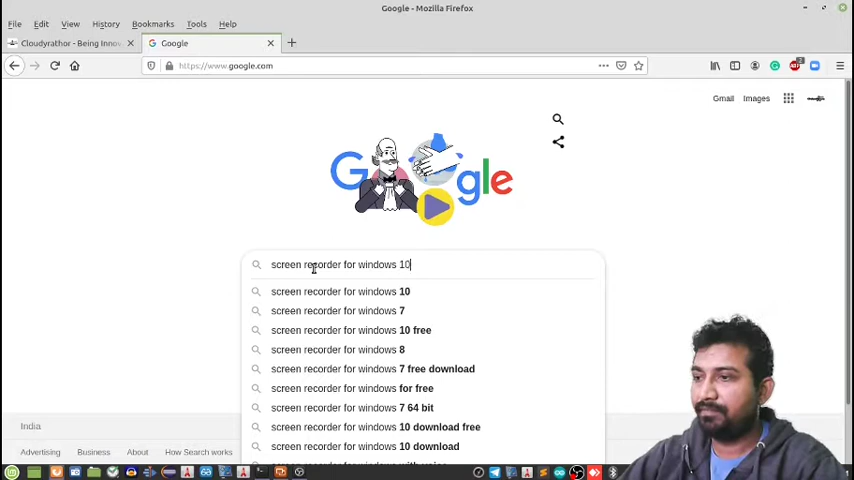 Google - Mozilla Firefox
File Edit View History Bookmarks Tools Help
Cloudyrathor - Being Innov
Google
https://www.google.com
Gmail Images
Google
screen recorder for windows 10
screen recorder for windows 10
screen recorder for windows 7
screen recorder for windows 10 free
screen recorder for windows 8
screen recorder for windows 7 free download
screen recorder for windows for free
screen recorder for windows 7 64 bit
screen recorder for windows 10 download free
screen recorder for windows 10 download
India
Advertising Business About How Search works